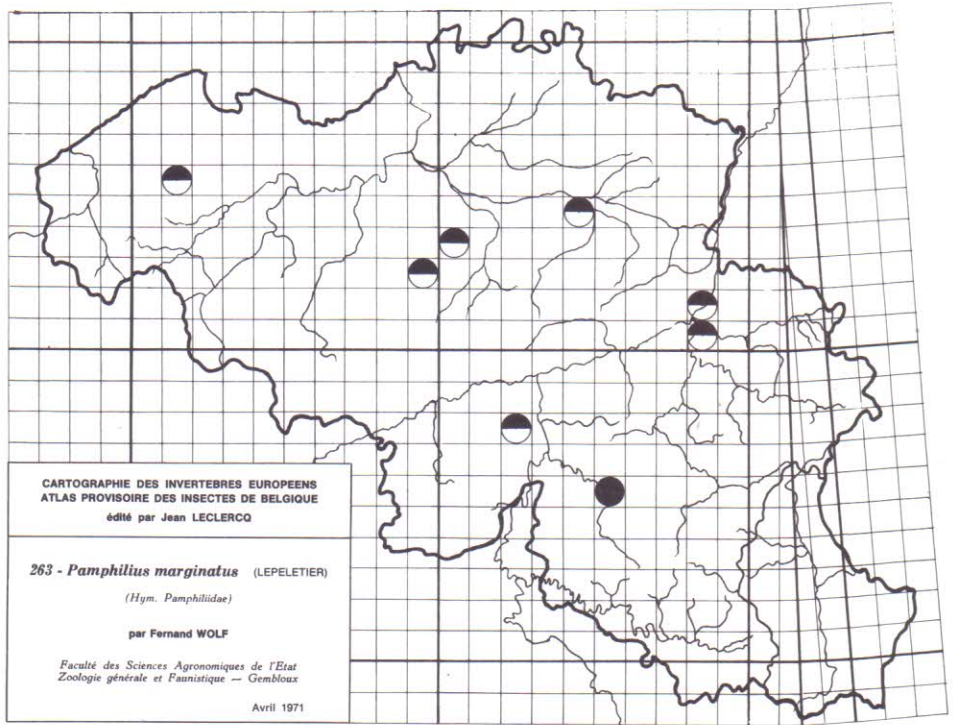 CARTOGRAPHIE DES INVERTEBRES EUROPEENS
ATLAS PROVISOIRE DES INSECTES DE BELGIQUE
édité par Jean LECLERCQ
263 - Pamphilius marginatus (LEPELETIER)
(Hym. Pamphiliidae)
par Fernand WOLF
Faculté des Sciences Agronomiques de l'Etat
Zoologie générale et Faunistique — Gembloux
Avril 1971